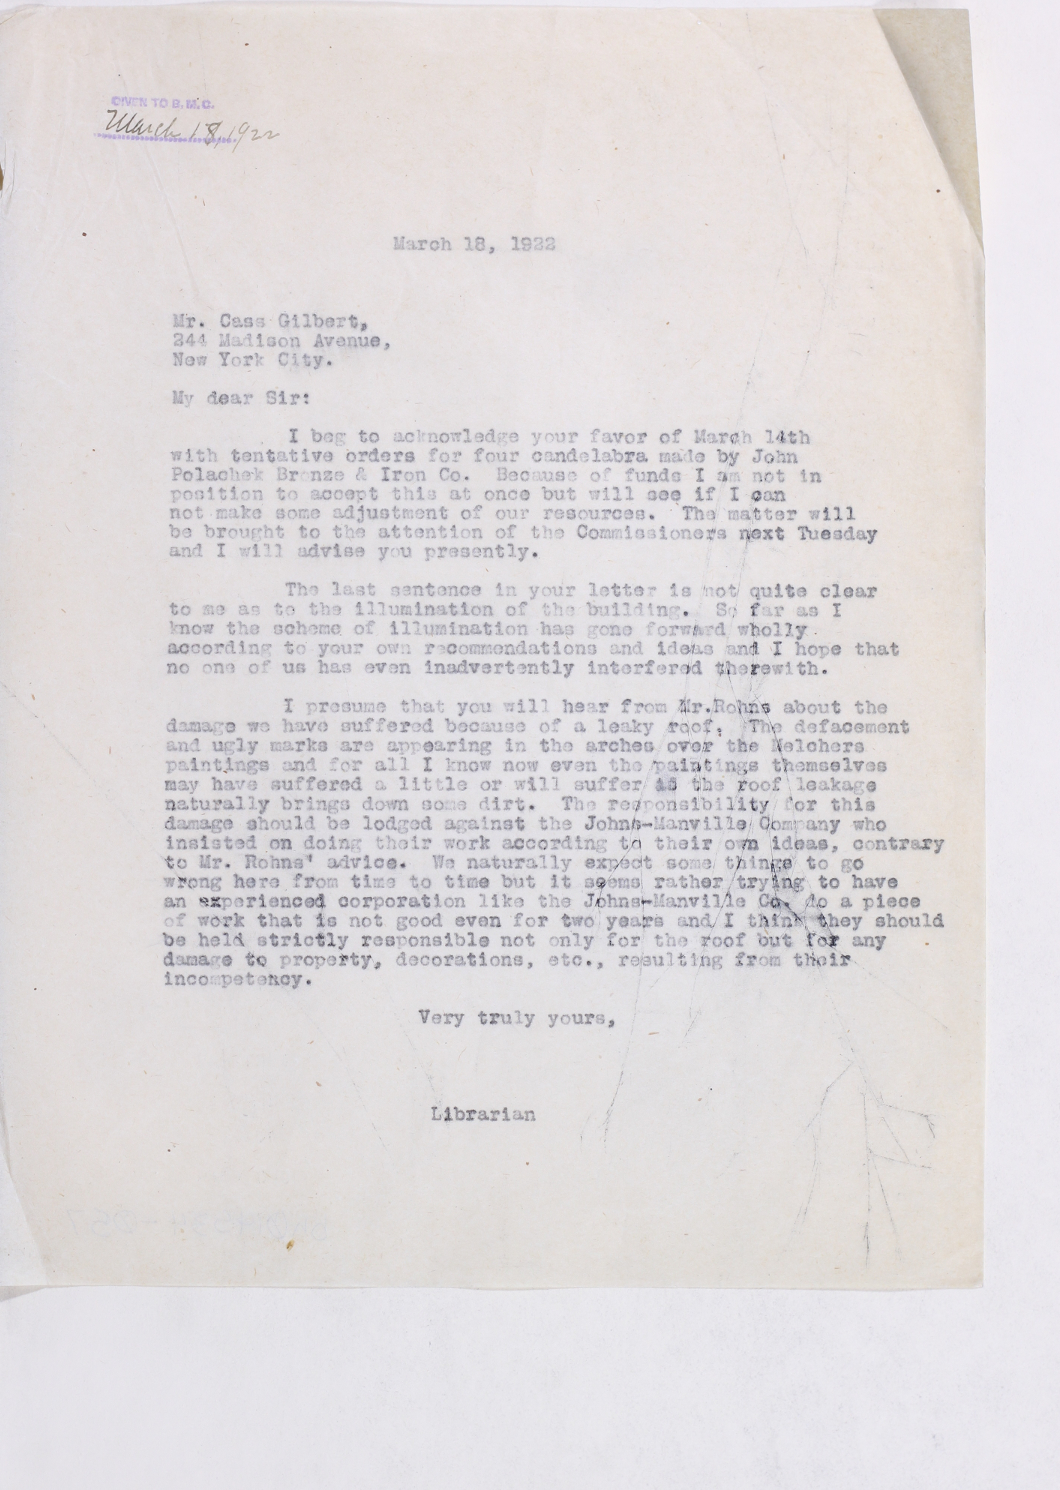 GIVEN TO B. M. C.
March 18, 1922
March 18, 1922
Mr. Cass Gilbert,
244 Madison Avenue,
New York City.
My dear Sir:
I beg to acknowledge your favor of March 14th
with tentative orders for four candelabra made by John
Polachek Bronze & Iron Co. Because of funds I am not in
position to accept this at once but will see if I can
not make some adjustment of our resources. The matter will
be brought to the attention of the Commissioners next Tuesday
and I will advise you presently.
The last sentence in your letter is not quite clear
to me as to the illumination of the building. So far as I
know the scheme of illumination has gone forward wholly
according to your own recommendations and ideas and I hope that
no one of us has even inadvertently interfered therewith.
I presume that you will hear from Mr.Rohns about the
damage we have suffered because of a leaky roof. The defacement
and ugly marks are appearing in the arches over the Melchers
paintings and for all I know now even the paintings themselves
may have suffered a little or will suffer as the roof leakage
naturally brings down some dirt. The responsibility for this
damage should be lodged against the Johns-Manville Company who
insisted on doing their work according to their own ideas, contrary
to Mr. Rohns' advice. We naturally expect some things to go
wrong here from time to time but it seems rather trying to have
an experienced corporation like the Johns-Manville Co. do a piece
of work that is not good even for two years and I think they should
be held strictly responsible not only for the roof but for any
damage to property, decorations, etc., resulting from their
incompetency.
Very truly yours,
Librarian